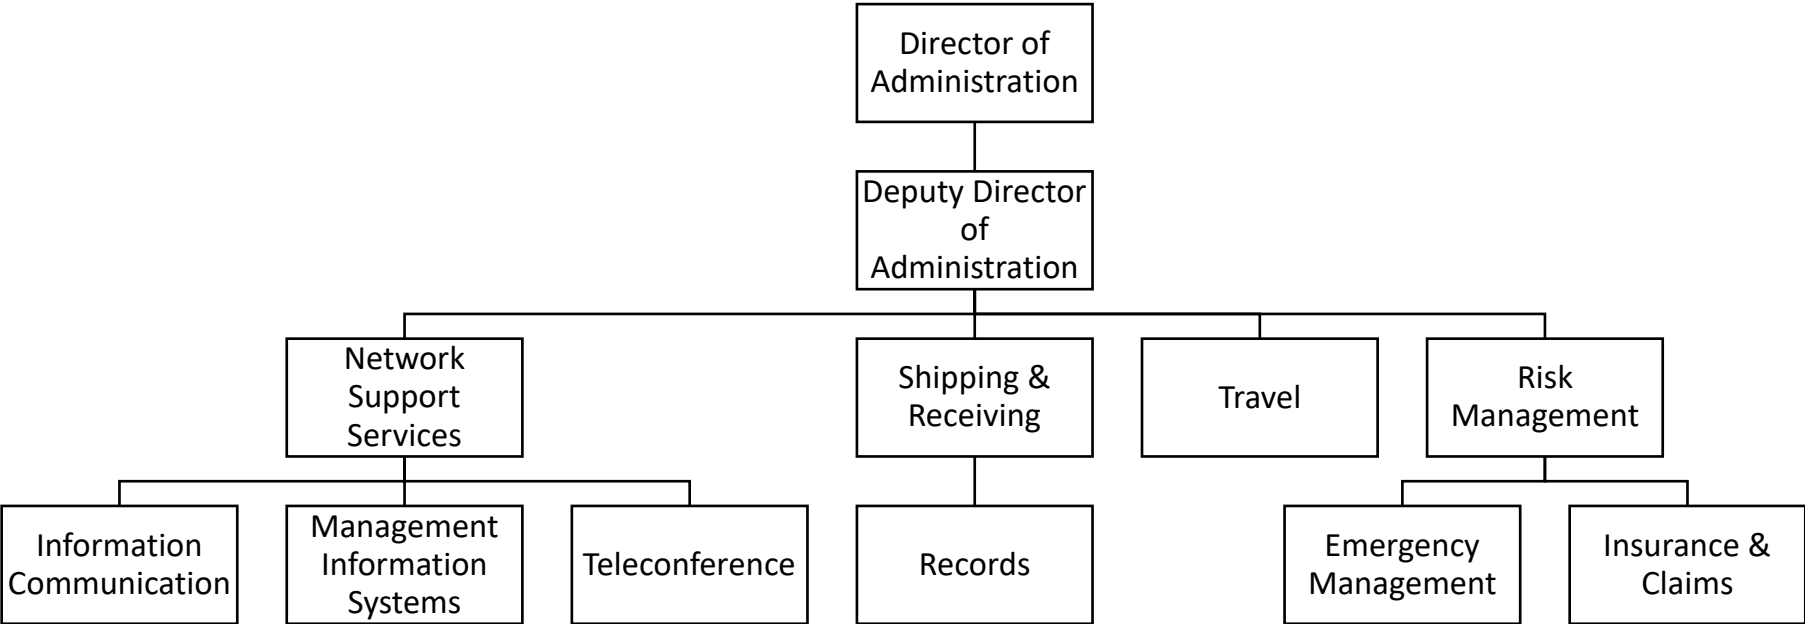 Director of
Administration
Deputy Director
of
Administration
Network
Support
Services
Shipping &
Receiving
Travel
Risk
Management
Information
Communication
Management
Information
Systems
Teleconference
Records
Emergency
Management
Insurance &
Claims